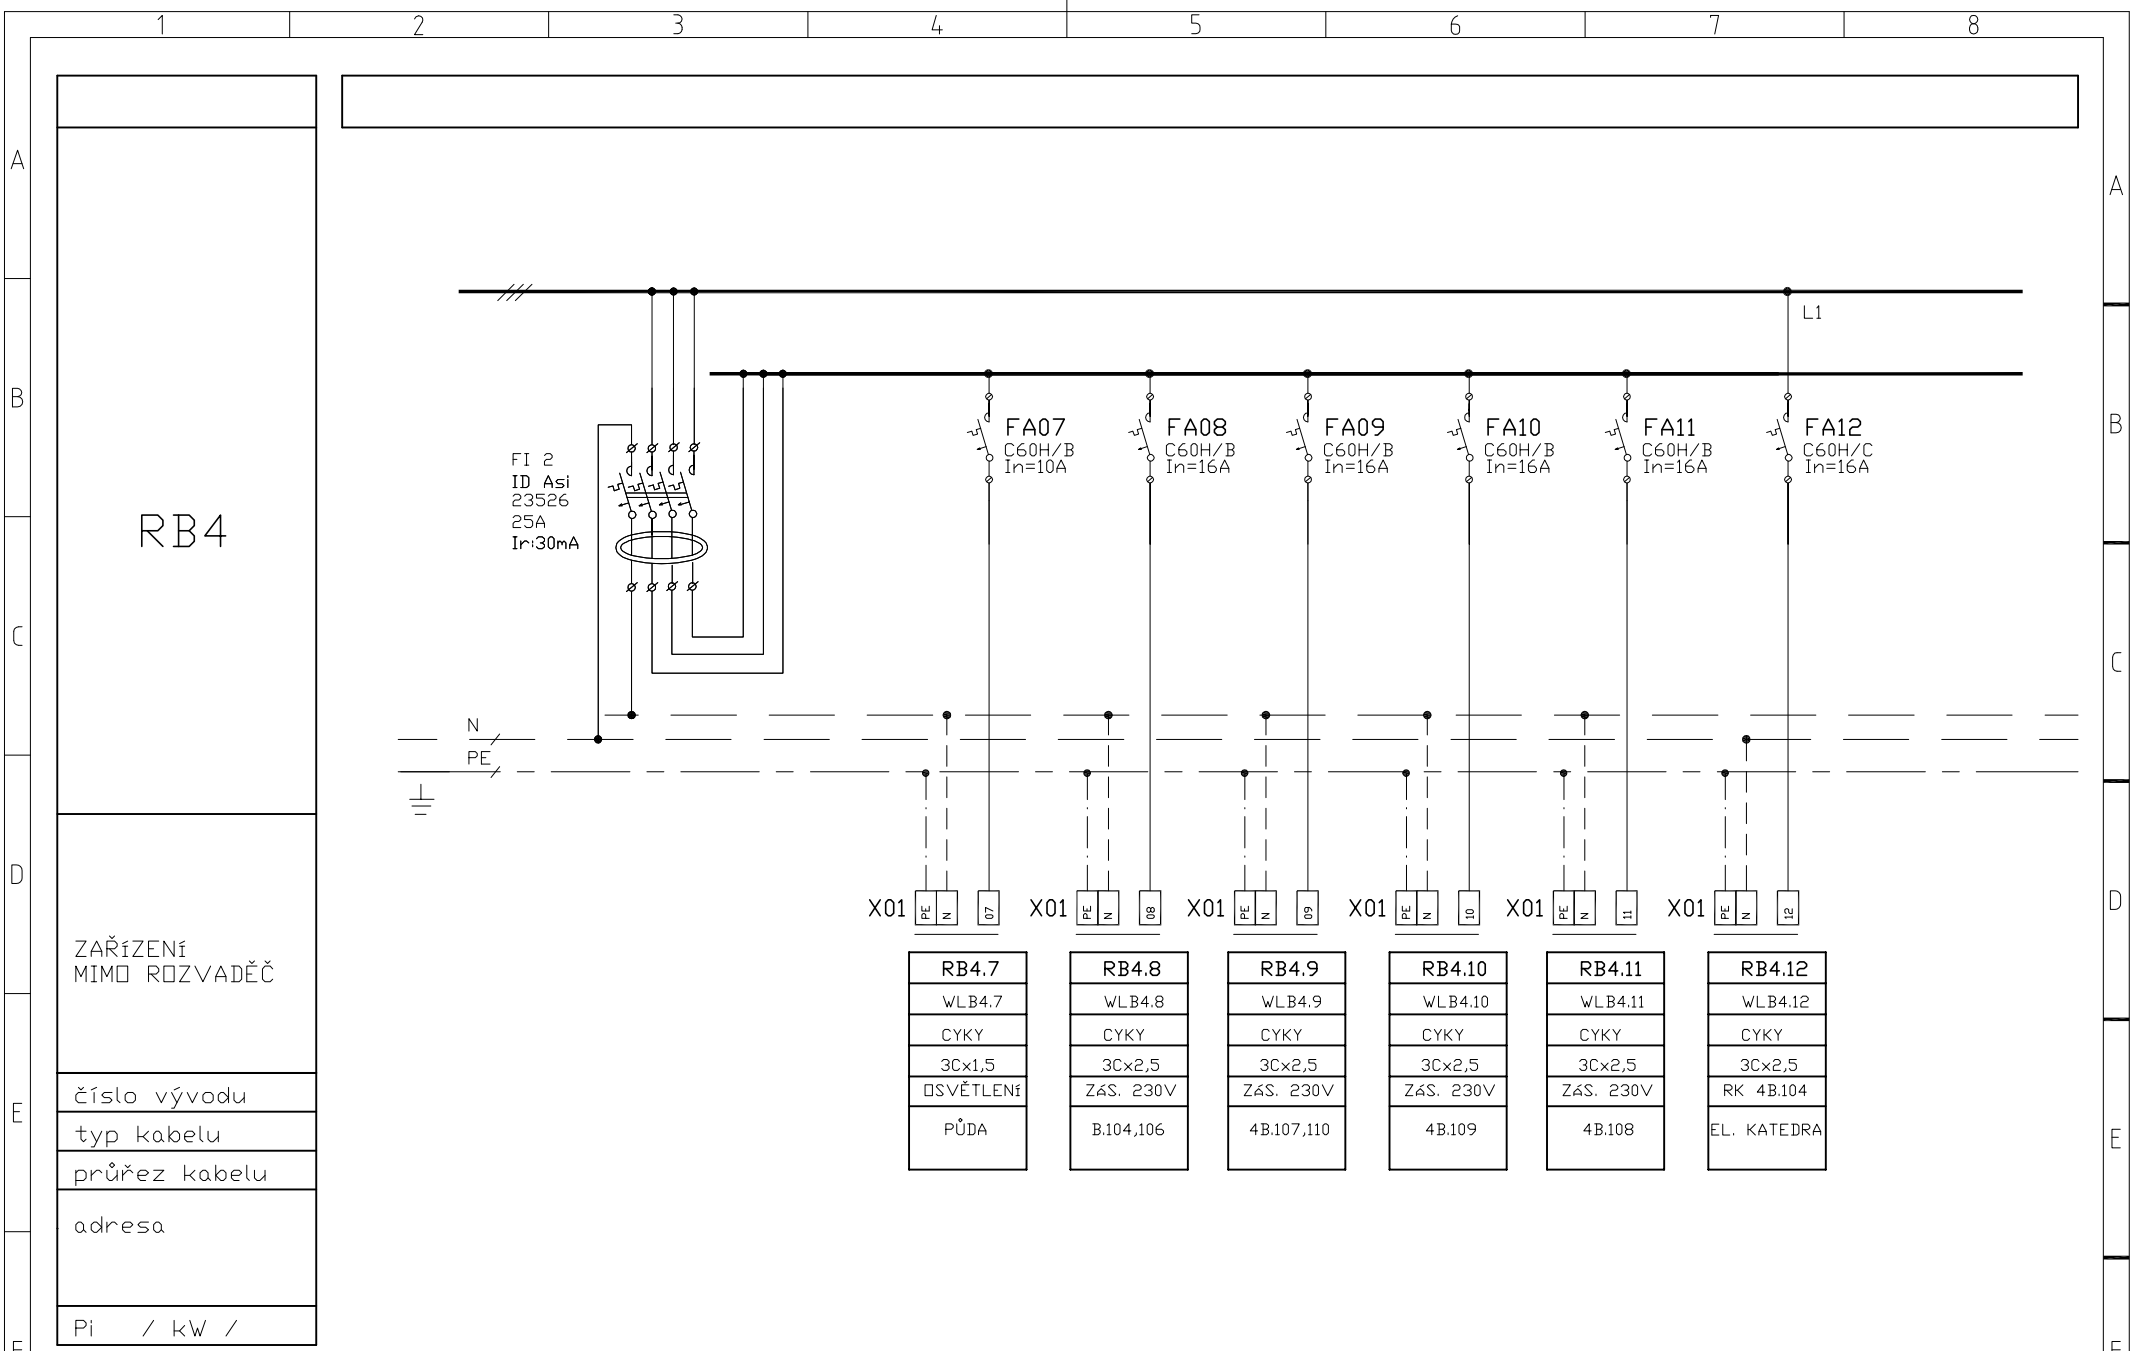 1 2 3 4 5 6 7 8
A
A
L1
B
B
FA07 FA08 FA09 FA10 FA11 FA12
C60H/B C60H/B C60H/B C60H/B C60H/B C60H/C
In=10A In=16A In=16A In=16A In=16A In=16A
FI 2
ID Asi
23526
25A
Ir:30mA
RB4
C
C
N
PE
D
D
X01 PE N 07 X01 PE N 08 X01 PE N 09 X01 PE N 10 X01 PE N 11 X01 PE N 12
ZAŘíZENí
MIMO ROZVADĚČ
RB4.7 RB4.8 RB4.9 RB4.10 RB4.11 RB4.12
WLB4.7 WLB4.8 WLB4.9 WLB4.10 WLB4.11 WLB4.12
CYKY CYKY CYKY CYKY CYKY CYKY
3Cx1,5 3Cx2,5 3Cx2,5 3Cx2,5 3Cx2,5 3Cx2,5
číslo vývodu
OSVĚTLENí ZáS. 230V ZáS. 230V ZáS. 230V ZáS. 230V RK 4B.104
E
E
typ kabelu
PŮDA B.104,106 4B.107,110 4B.109 4B.108 EL. KATEDRA
průřez kabelu
adresa
Pi / kW /